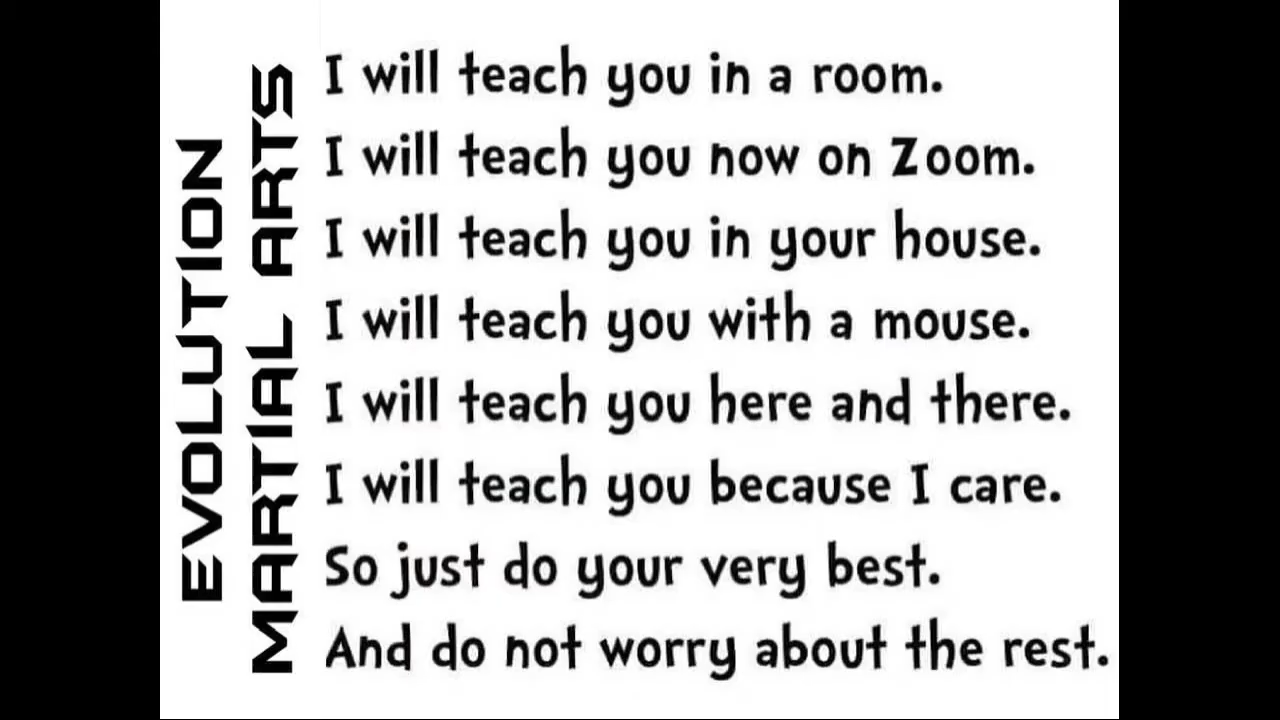 EVOLUTION
MARTIAL ARTS
I will teach you in a room.
I will teach you now on Zoom.
I will teach you in your house.
I will teach you with a mouse.
I will teach you here and there.
I will teach you because I care.
So just do your very best.
And do not worry about the rest.